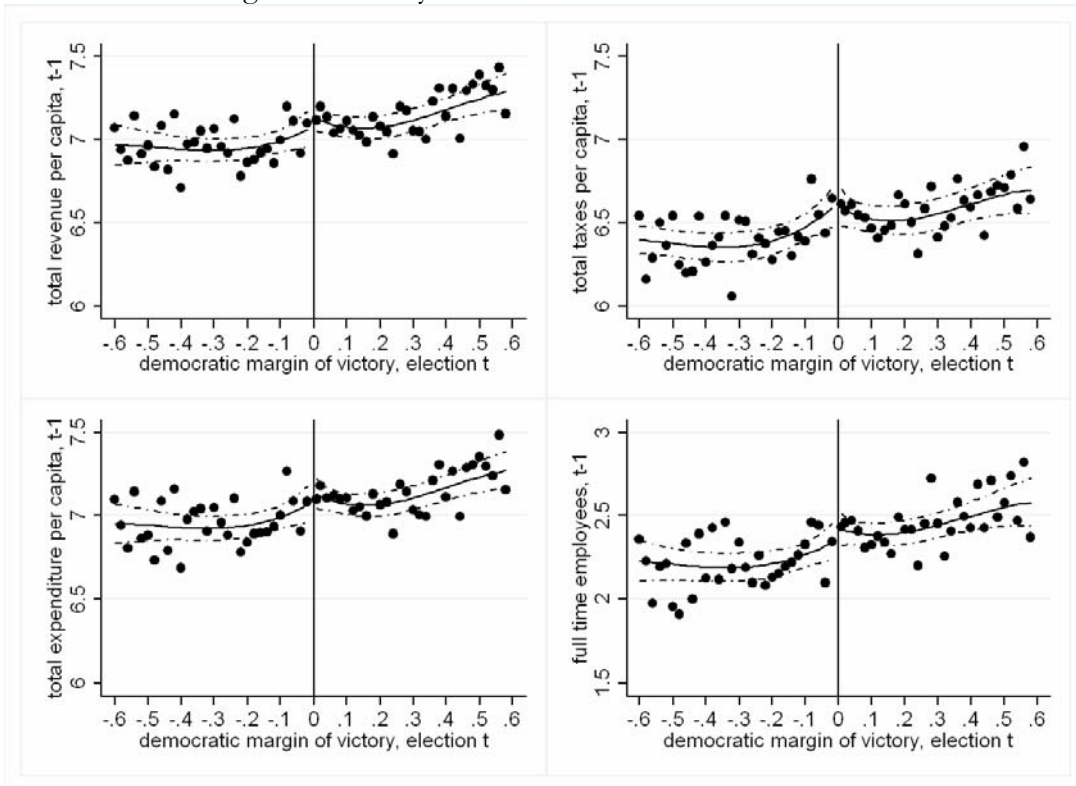 total revenue per capita, t-1
7.5
7
6.5
6
-.6 -.5 -.4 -.3 -.2 -.1 0 .1 .2 .3 .4 .5 .6
democratic margin of victory, election t
total taxes per capita, t-1
7.5
7
6.5
6
-.6 -.5 -.4 -.3 -.2 -.1 0 .1 .2 .3 .4 .5 .6
democratic margin of victory, election t
total expenditure per capita, t-1
7.5
7
6.5
6
-.6 -.5 -.4 -.3 -.2 -.1 0 .1 .2 .3 .4 .5 .6
democratic margin of victory, election t
full time employees, t-1
3
2.5
2
1.5
-.6 -.5 -.4 -.3 -.2 -.1 0 .1 .2 .3 .4 .5 .6
democratic margin of victory, election t